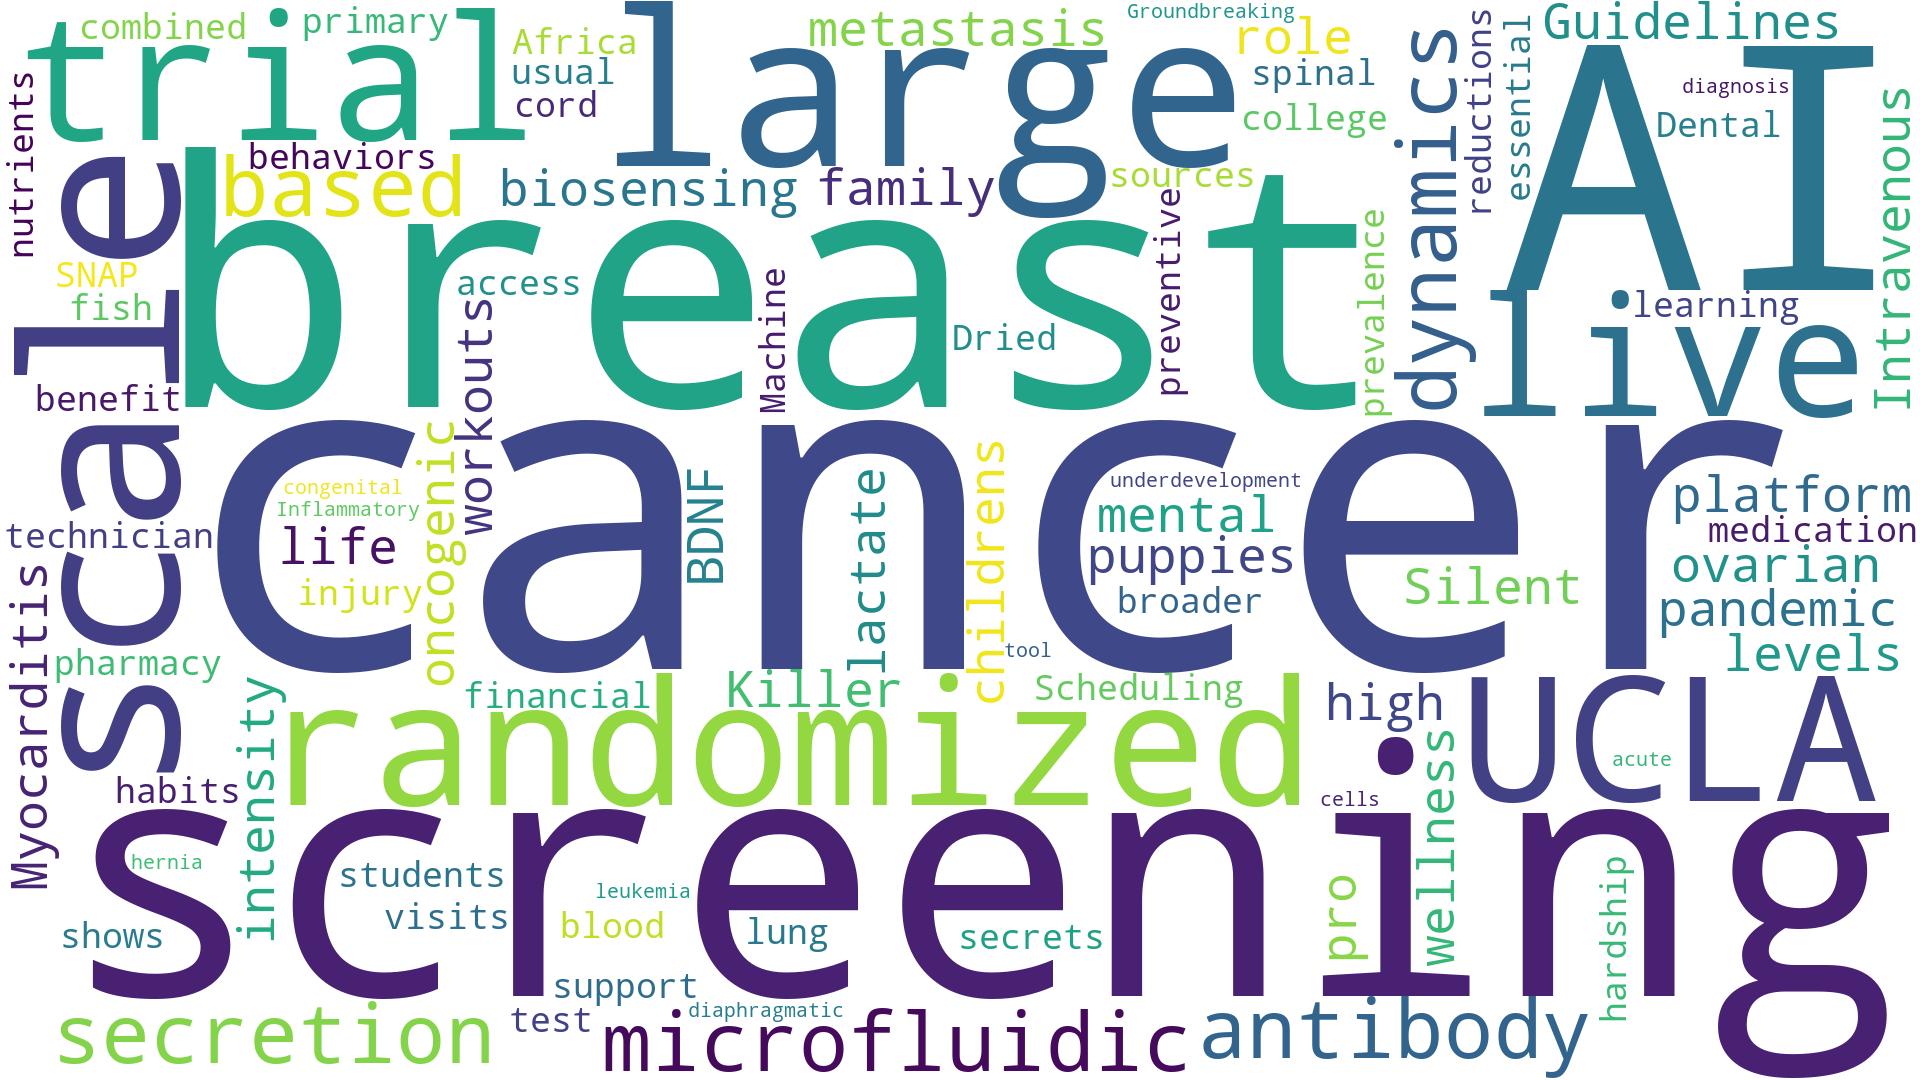 combined
primary
trial
Africa
usual
cord
large
metastasis
Groundbreaking
role
spinal
college
dynamics
reductions
essential
Guidelines
AI
diagnosis
Dental
Intravenous
nutrients
behaviors
based
biosensing
family
sources
scale
breast
SNAP
fish
access
workouts
Machine
Dried
preventive
prevalence
live
learning
benefit
cancer
congenital
Inflammatory
life
injury
oncogenic
BDNF
lactate
childrens
underdevelopment
mental
puppies
broader
tool
Silent
platform
medication
ovarian
pandemic
levels
technician
Myocarditis
pharmacy
intensity
financial
Killer
Scheduling
randomized
high
UCLA
acute
wellness
habits
cells
screening
hernia
students
visits
leukemia
blood
lung
secrets
pro
hardship
shows
support
secretion
test
diaphragmatic
microfluidic
antibody